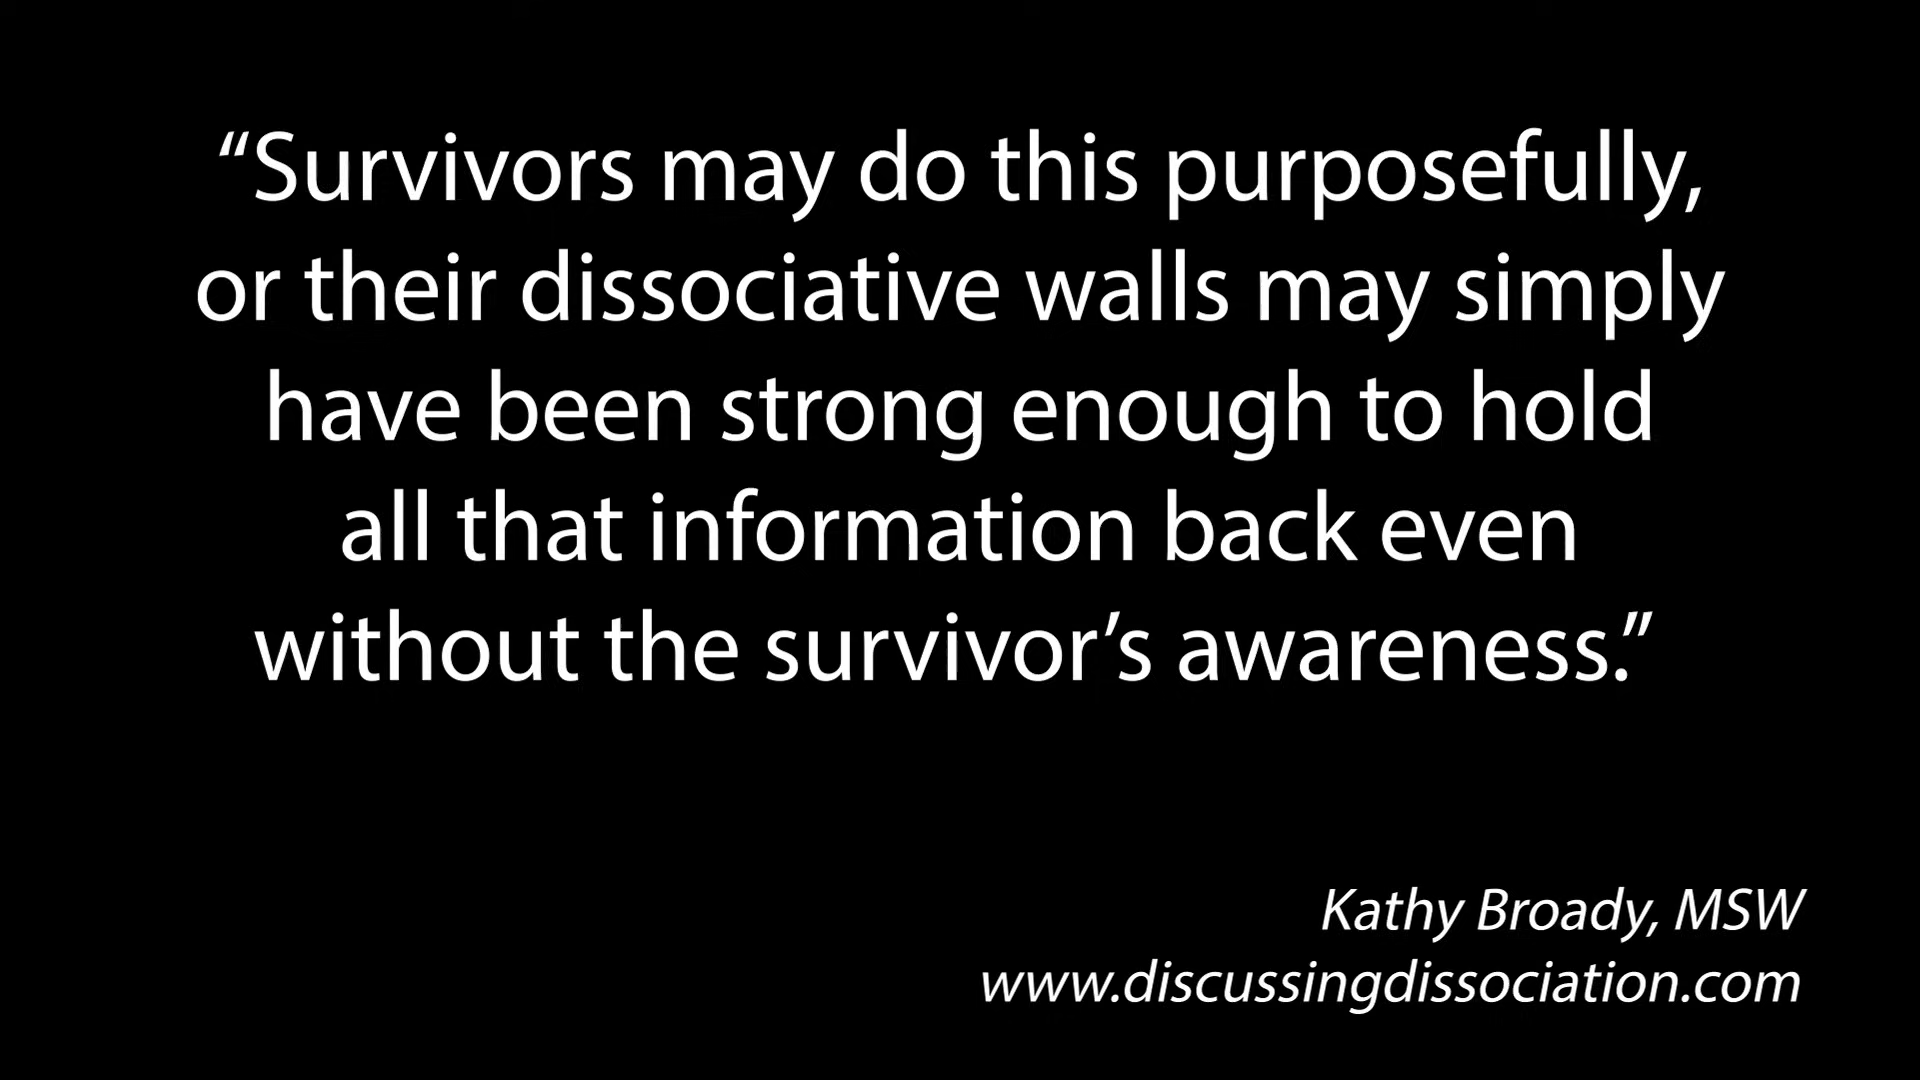 “Survivors may do this purposefully,
or their dissociative walls may simply
have been strong enough to hold
all that information back even
without the survivor’s awareness.”
Kathy Broady, MSW
www.discussingdissociation.com